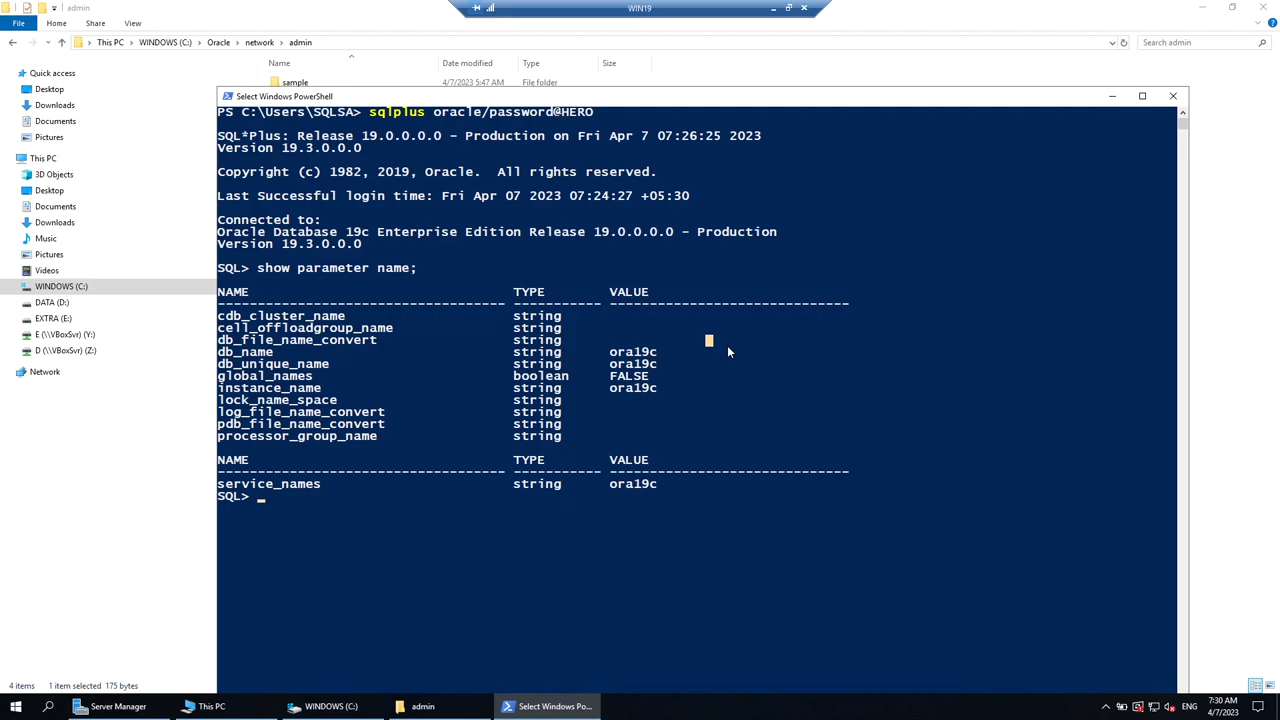 admin
WIN19
File Home Share View
This PC WINDOWS (C:) Oracle network admin
Search admin
Name Date modified Type Size
sample 4/7/2023 5:47 AM File folder
Quick access
Desktop
Downloads
Documents
Pictures
This PC
3D Objects
Desktop
Documents
Downloads
Music
Pictures
Videos
WINDOWS (C:)
DATA (D:)
EXTRA (E:)
E (\\VBoxSvr) (Y:)
D (\\VBoxSvr) (Z:)
Network
Select Windows PowerShell
PS C:\Users\SQLSA> sqlplus oracle/password@HERO
SQL*Plus: Release 19.0.0.0.0 - Production on Fri Apr 7 07:26:25 2023
Version 19.3.0.0.0
Copyright (c) 1982, 2019, Oracle. All rights reserved.
Last Successful login time: Fri Apr 07 2023 07:24:27 +05:30
Connected to:
Oracle Database 19c Enterprise Edition Release 19.0.0.0.0 - Production
Version 19.3.0.0.0
SQL> show parameter name;
NAME TYPE VALUE
------------------------------------ ----------- ------------------------------
cdb_cluster_name string
cell_offloadgroup_name string
db_file_name_convert string
db_name string ora19c
db_unique_name string ora19c
global_names boolean FALSE
instance_name string ora19c
lock_name_space string
log_file_name_convert string
pdb_file_name_convert string
processor_group_name string
NAME TYPE VALUE
------------------------------------ ----------- ------------------------------
service_names string ora19c
SQL>
4 items 1 item selected 175 bytes
Server Manager This PC WINDOWS (C:) admin Select Windows Po...
7:30 AM
4/7/2023